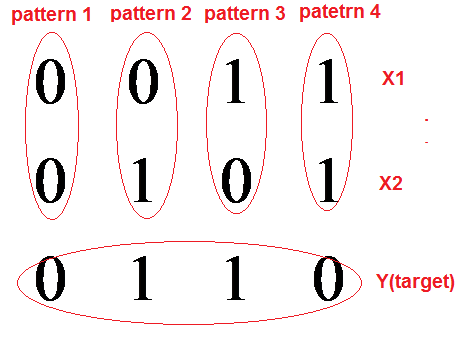 pattern 1 pattern 2 pattern 3 patetrn 4
0 0 1 1 X1
0 1 0 1 X2
0 1 1 0 Y(target)